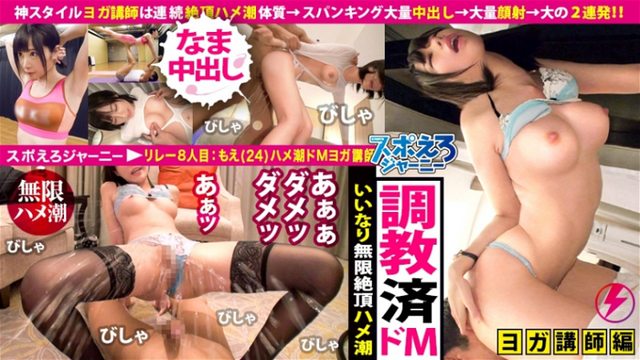 神スタイルヨガ講師は連続絶頂ハメ潮体質→スパンキング大量中出し→大量顔射→大の2連発!!
なま
中出し
びしゃ
びしゃ
びしゃ
スポえろジャーニー▶リレー8人目:もえ(24)ハメ潮ドMヨガ講師
スポえろ
ジャーニー
無限
ハメ潮
びしゃ
あぁッ
ダメッ
ダメッ
あぁぁ
びしゃ
びしゃ
調教済ドM
いいなり無限絶頂ハメ潮
ヨガ講師編